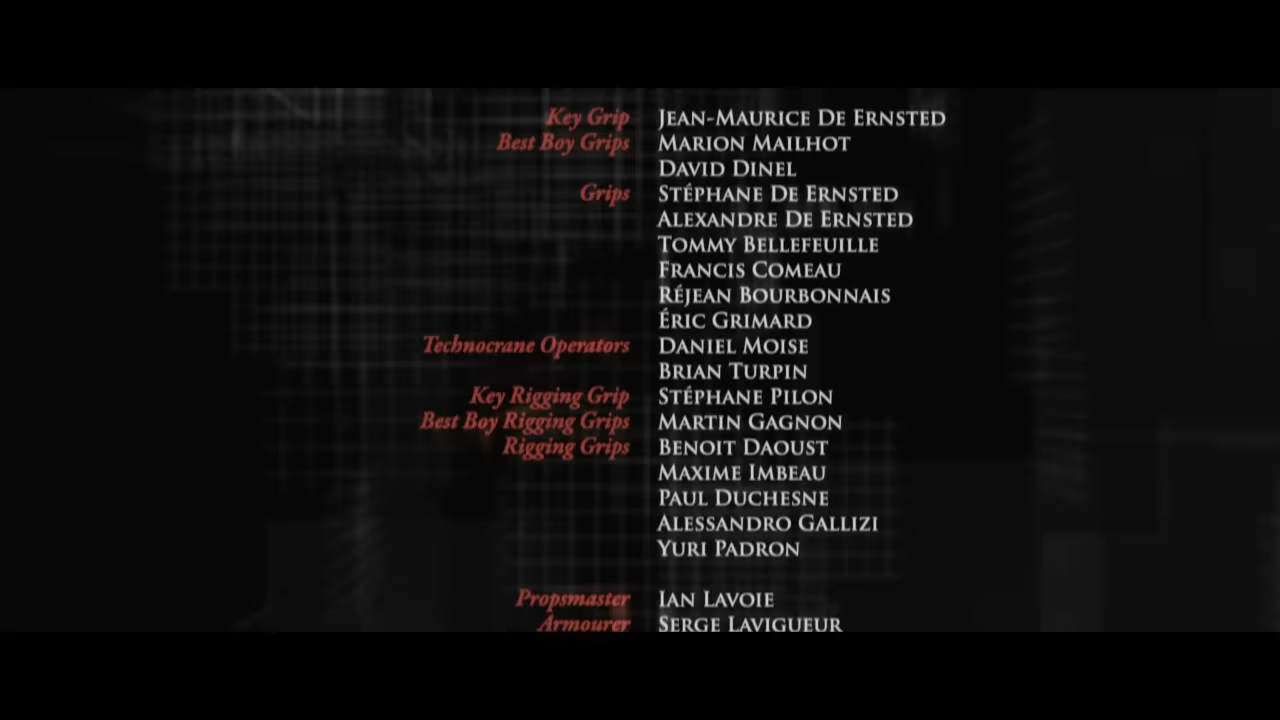 Key Grip JEAN-MAURICE DE ERNSTED
Best Boy Grips MARION MAILHOT
DAVID DINEL
Grips STÉPHANE DE ERNSTED
ALEXANDRE DE ERNSTED
TOMMY BELLEFEUILLE
FRANCIS COMEAU
RÉJEAN BOURBONNAIS
ÉRIC GRIMARD
Technocrane Operators DANIEL MOISE
BRIAN TURPIN
Key Rigging Grip STÉPHANE PILON
Best Boy Rigging Grips MARTIN GAGNON
Rigging Grips BENOIT DAOUST
MAXIME IMBEAU
PAUL DUCHESNE
ALESSANDRO GALLIZI
YURI PADRON
Propsmaster IAN LAVOIE
Armourer SERGE LAVIGUEUR